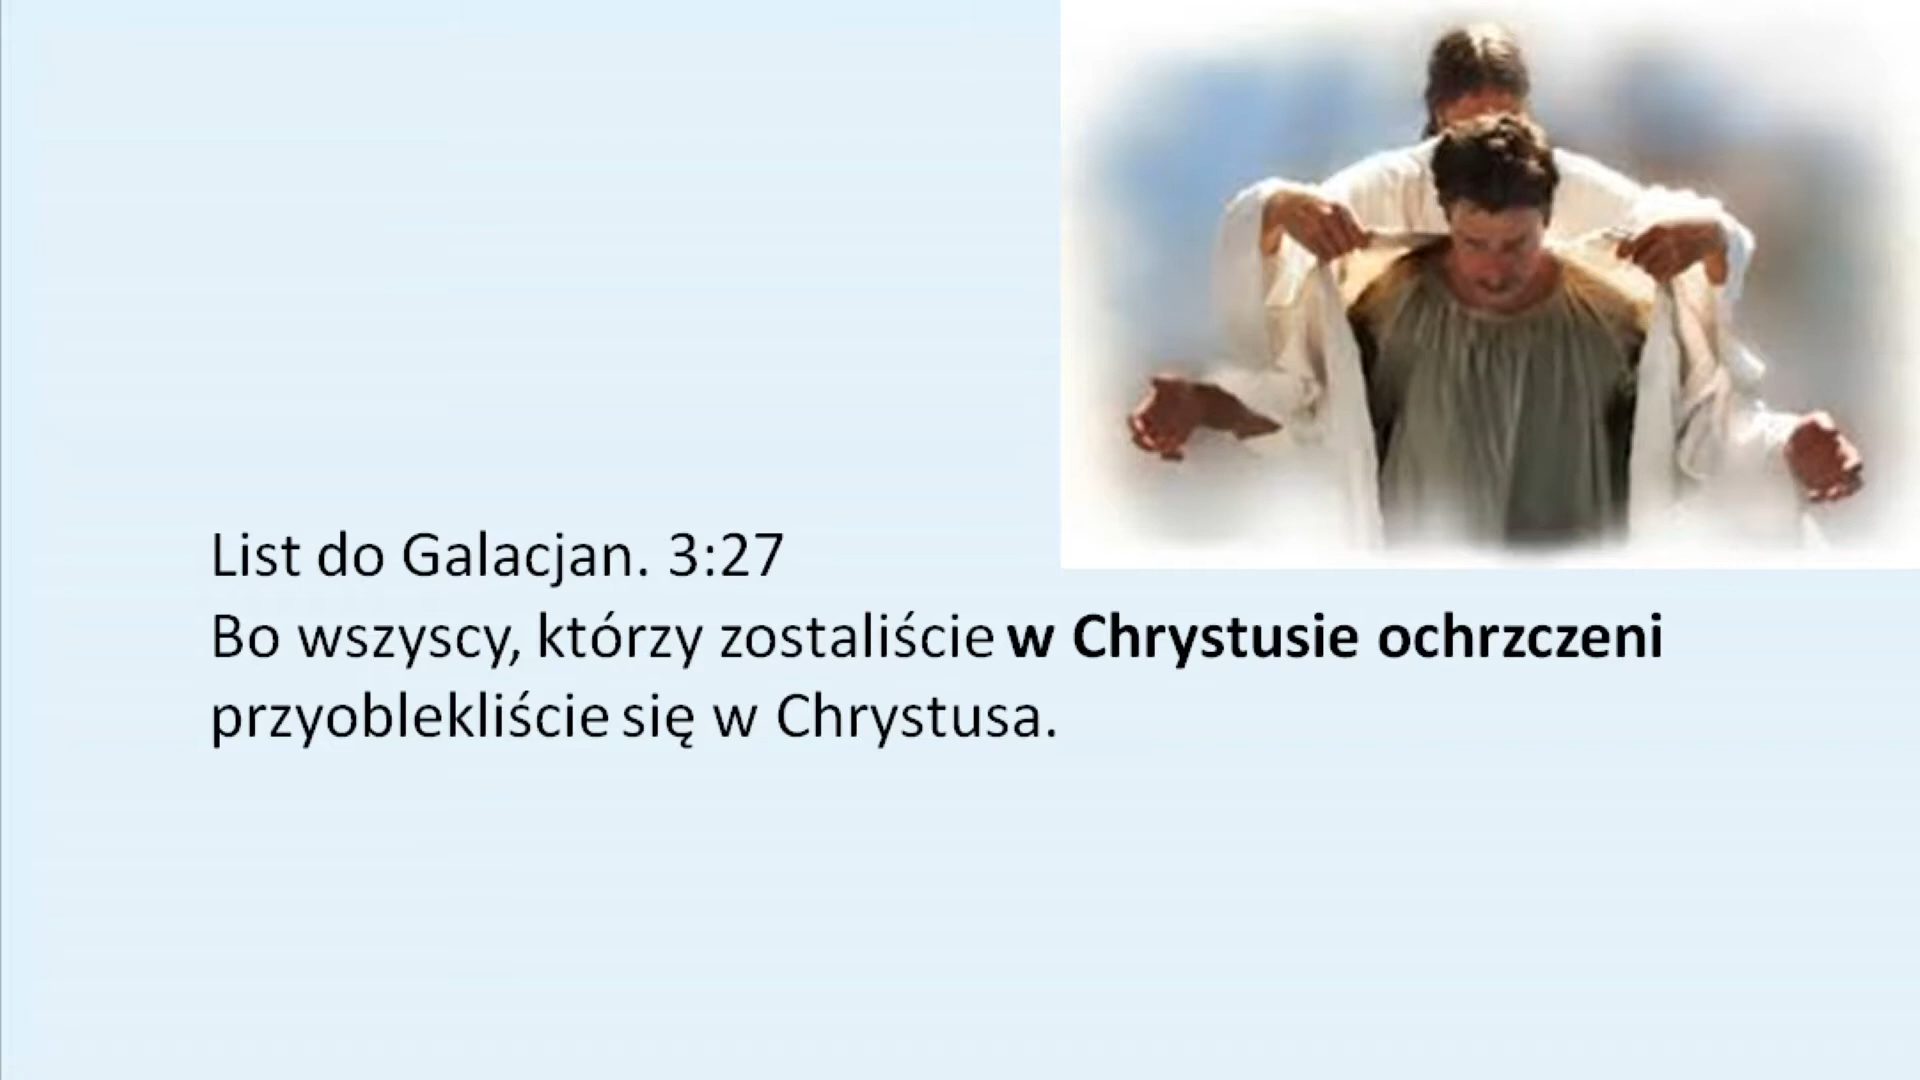 List do Galacjan. 3:27
Bo wszyscy, którzy zostaliście w Chrystusie ochrzczeni
przyoblekliście się w Chrystusa.